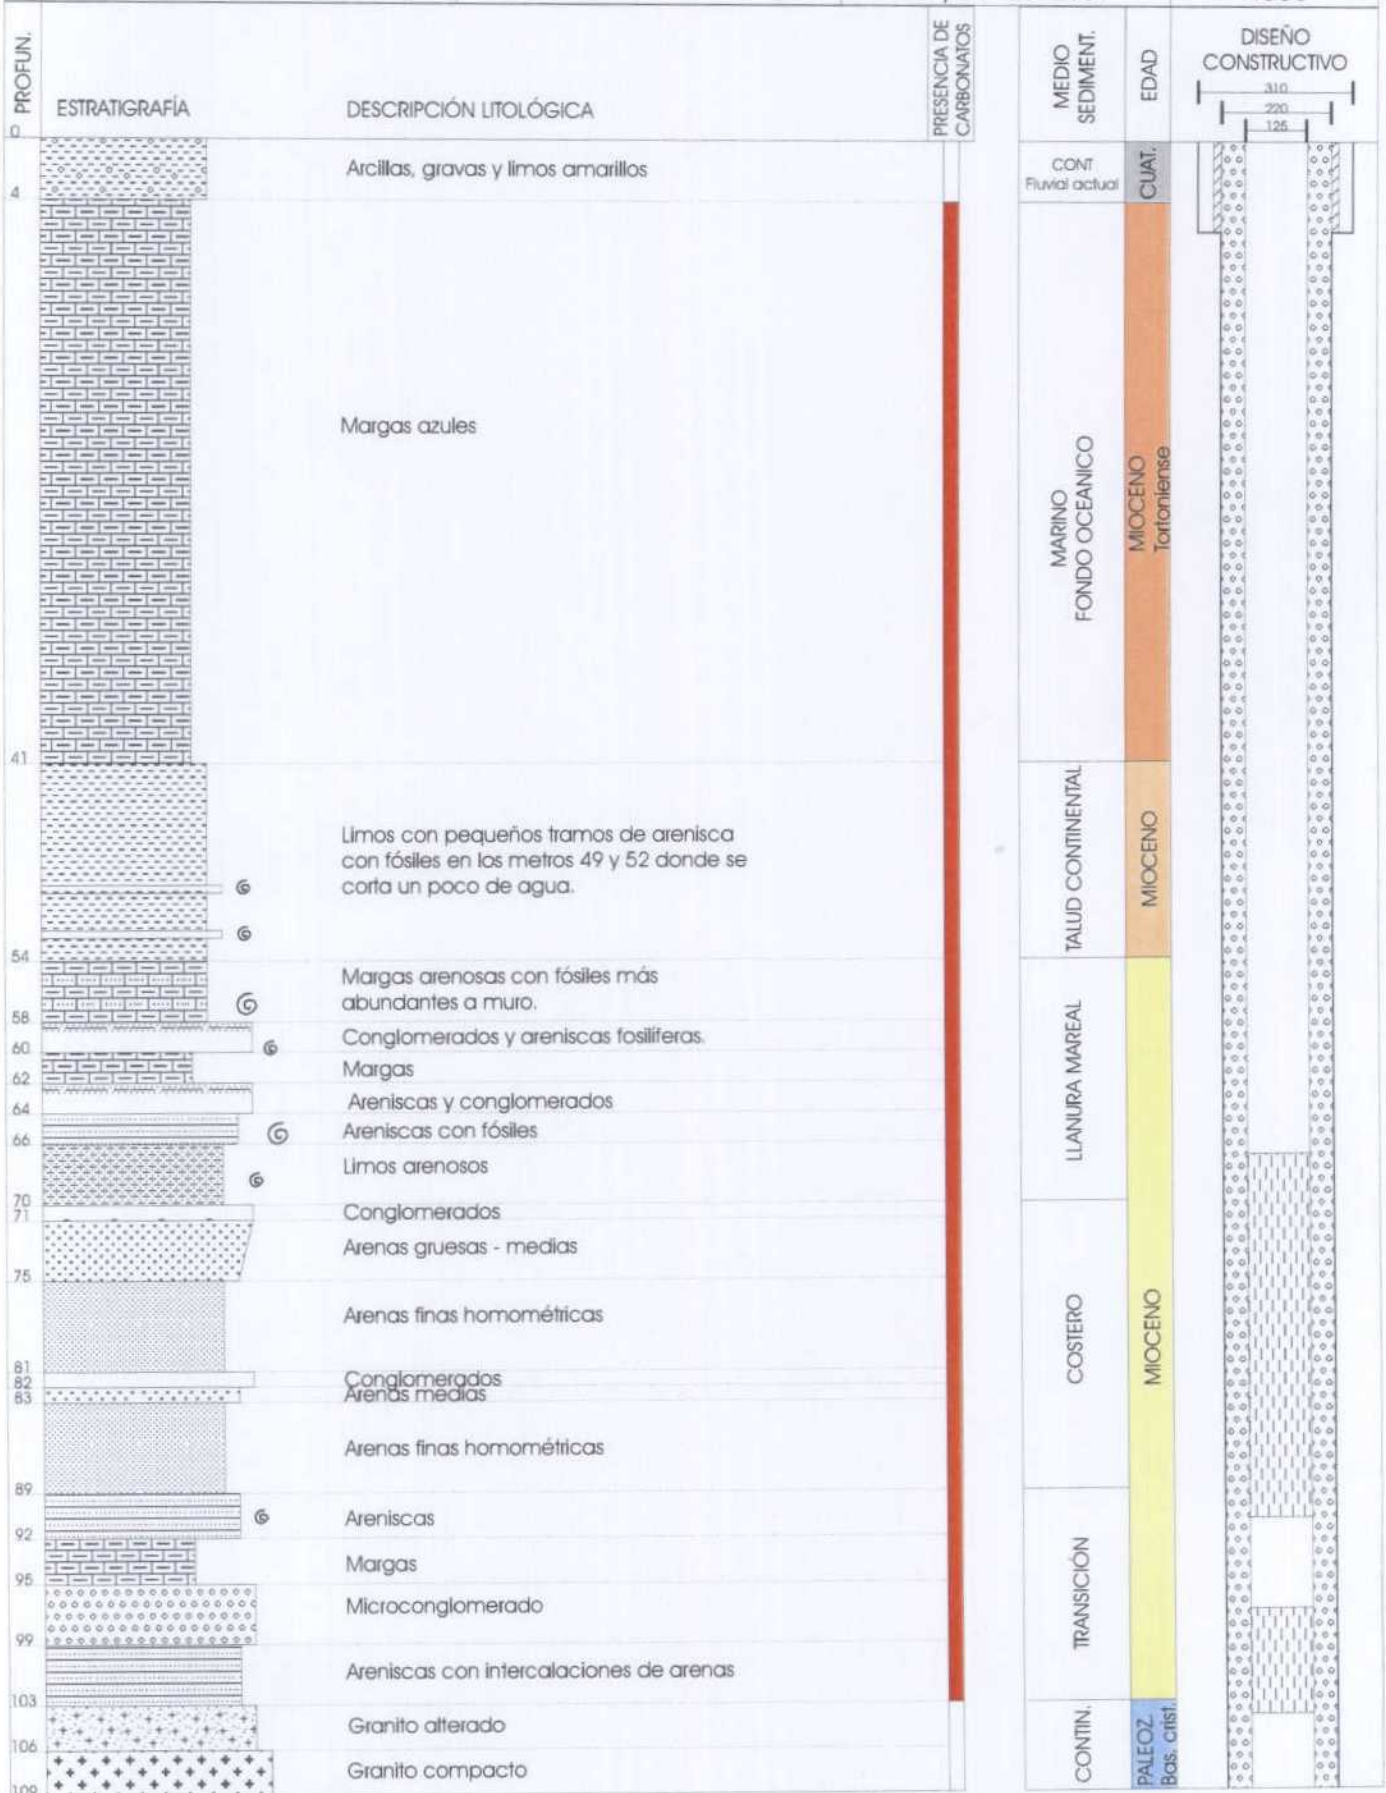 PROFUN.
ESTRATIGRAFÍA
DESCRIPCIÓN LITOLÓGICA
PRESENCIA DE
CARBONATOS
MEDIO
SEDIMENT.
EDAD
DISEÑO
CONSTRUCTIVO
310
220
125
0
Arcillas, gravas y limos amarillos
CONT
Fluvial actual
CUAT.
4
Margas azules
MARINO
FONDO OCEANICO
MIOCENO
Tortoniense
41
Limos con pequeños tramos de arenisca
con fósiles en los metros 49 y 52 donde se
corta un poco de agua.
TALUD CONTINENTAL
MIOCENO
54
Margas arenosas con fósiles más
abundantes a muro.
58
Conglomerados y areniscas fosilíferas.
60
Margas
62
Areniscas y conglomerados
64
Areniscas con fósiles
66
Limos arenosos
LLANURA MAREAL
70
Conglomerados
71
Arenas gruesas - medias
75
Arenas finas homométricas
COSTERO
MIOCENO
81
Conglomerados
82
Arenas medias
83
Arenas finas homométricas
89
Areniscas
92
Margas
95
Microconglomerado
TRANSICIÓN
99
Areniscas con intercalaciones de arenas
103
Granito alterado
CONTIN.
PALEOZ.
Bas. crist.
106
Granito compacto
109